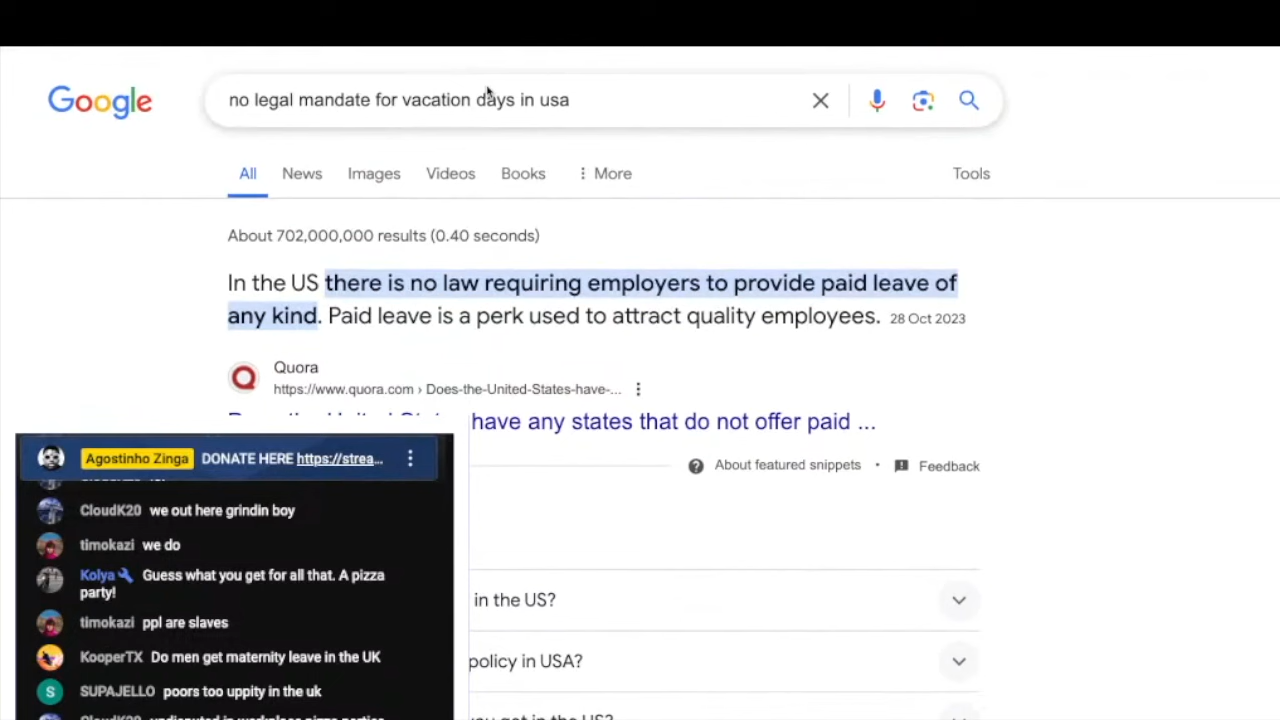 Google
no legal mandate for vacation days in usa
All News Images Videos Books More
Tools
About 702,000,000 results (0.40 seconds)
In the US there is no law requiring employers to provide paid leave of
any kind. Paid leave is a perk used to attract quality employees. 28 Oct 2023
Quora
https://www.quora.com › Does-the-United-States-have-...
have any states that do not offer paid ...
About featured snippets • Feedback
in the US?
policy in USA?
in the US?
Agostinho Zinga DONATE HERE https://strea...
CloudK20 we out here grindin boy
timokazi we do
Kolya Guess what you get for all that. A pizza
party!
timokazi ppl are slaves
KooperTX Do men get maternity leave in the UK
S SUPAJELLO poors too uppity in the uk